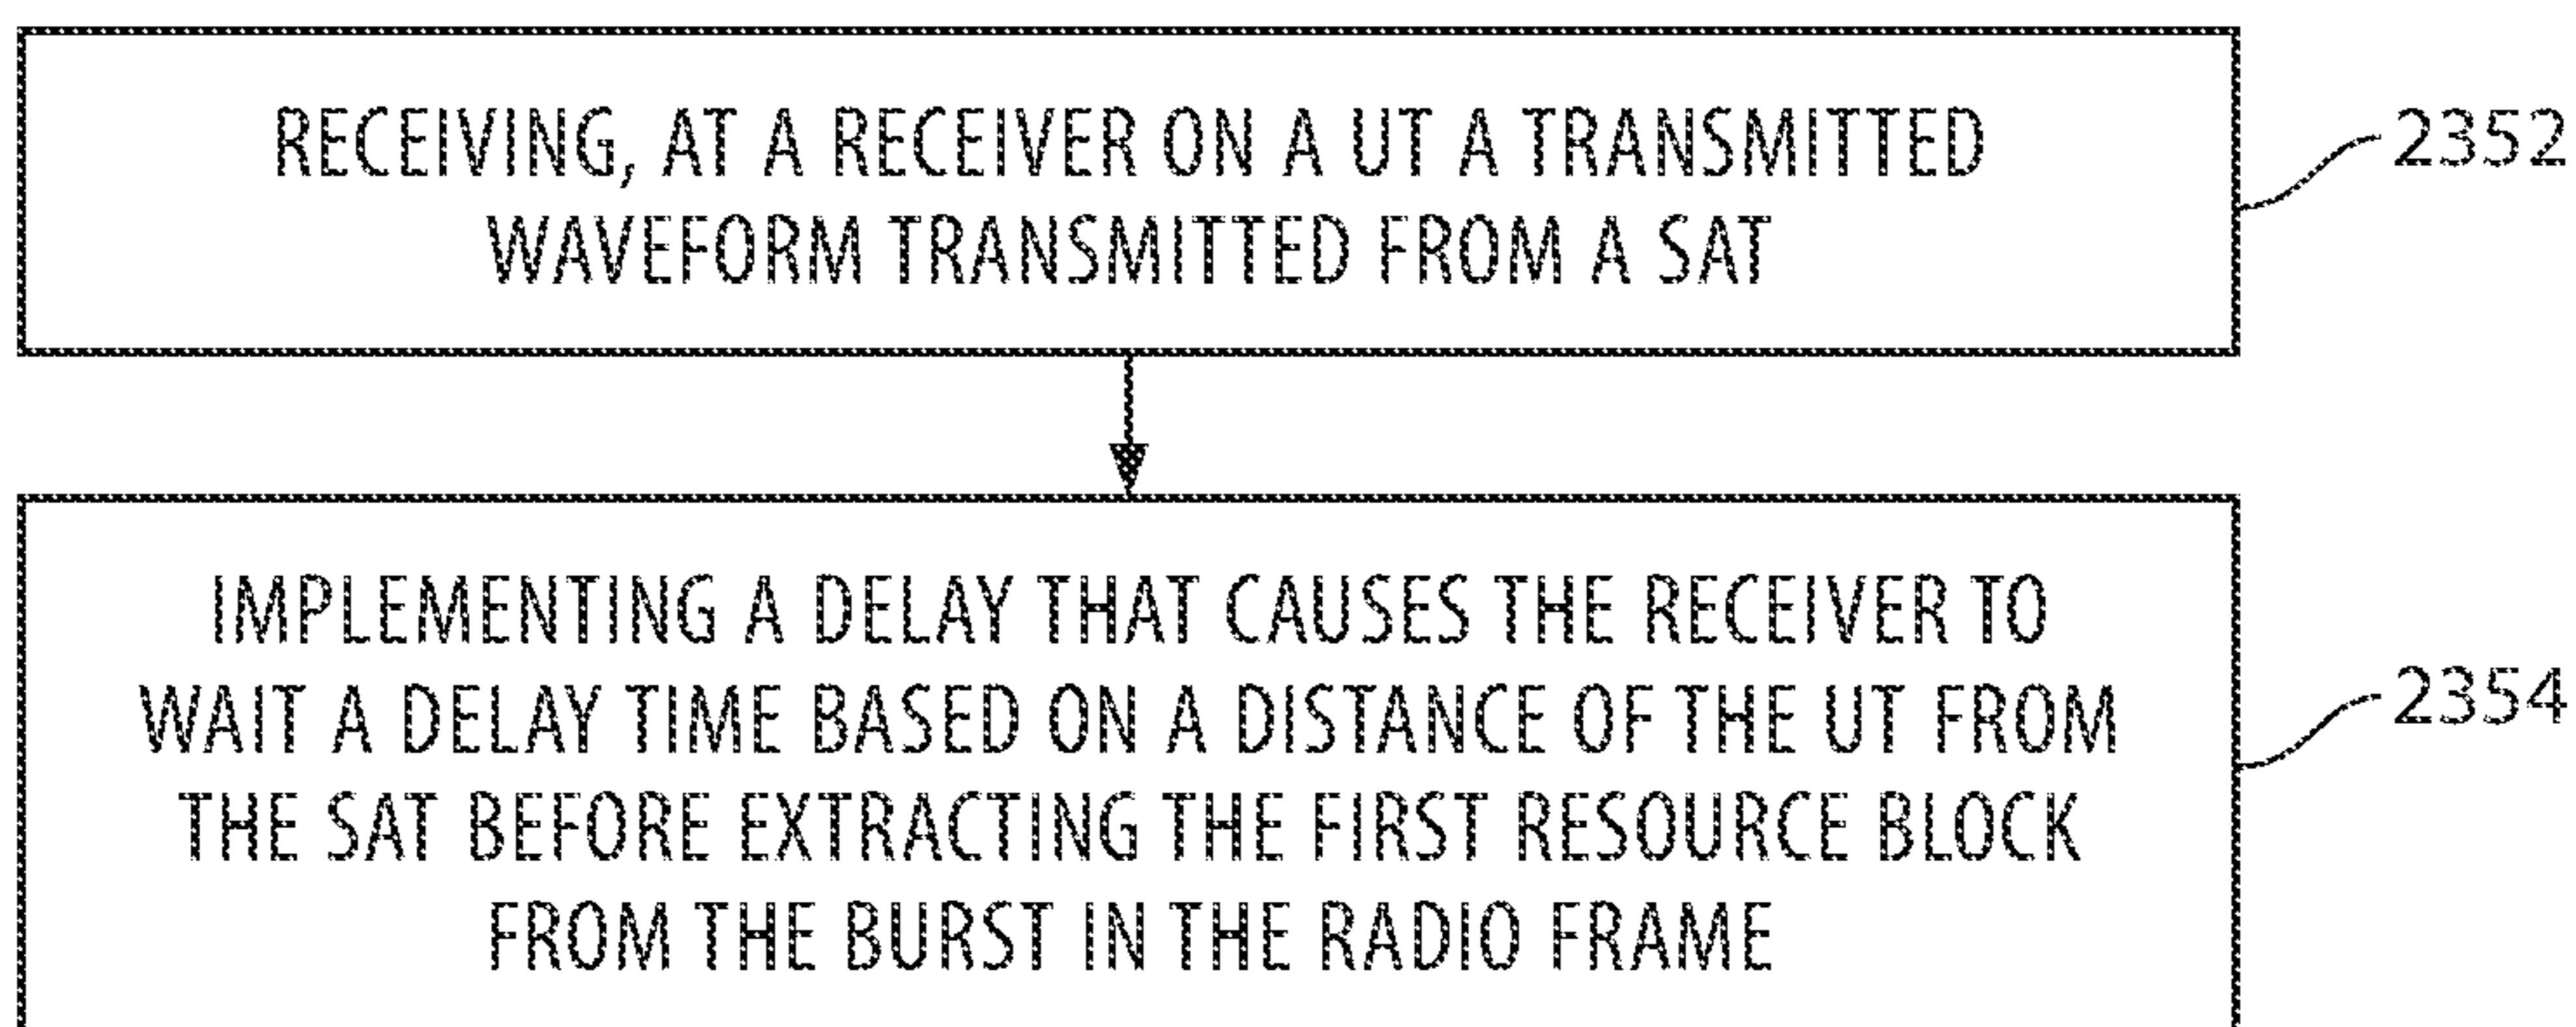 RECEIVING, AT A RECEIVER ON A UT A TRANSMITTED
WAVEFORM TRANSMITTED FROM A SAT
2352
IMPLEMENTING A DELAY THAT CAUSES THE RECEIVER TO
WAIT A DELAY TIME BASED ON A DISTANCE OF THE UT FROM
THE SAT BEFORE EXTRACTING THE FIRST RESOURCE BLOCK
FROM THE BURST IN THE RADIO FRAME
2354